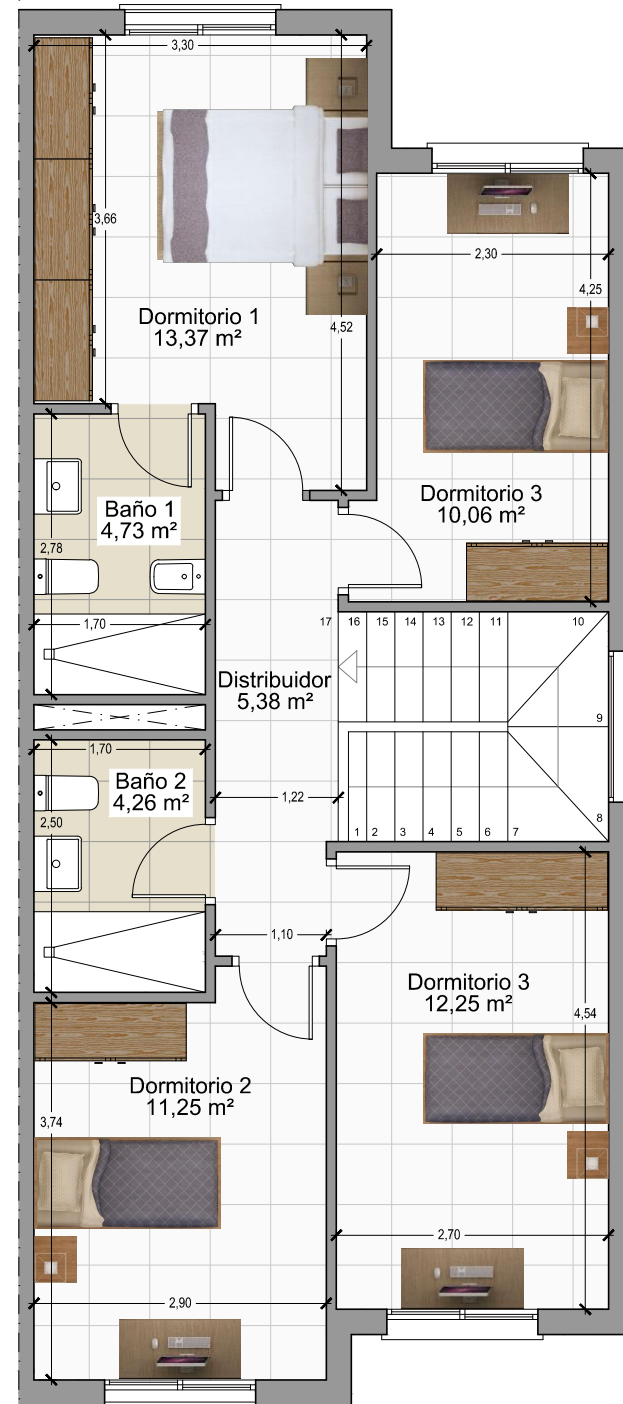 3,30
3,66
Dormitorio 1
13,37 m²
4,52
2,30
4,25
Dormitorio 3
10,06 m²
Baño 1
4,73 m²
2,78
1,70
17 16 15 14 13 12 11 10
Distribuidor
5,38 m²
9
1,70
Baño 2
4,26 m²
1,22
2,50
1 2 3 4 5 6 7 8
1,10
Dormitorio 3
12,25 m²
4,54
Dormitorio 2
11,25 m²
3,74
2,70
2,90